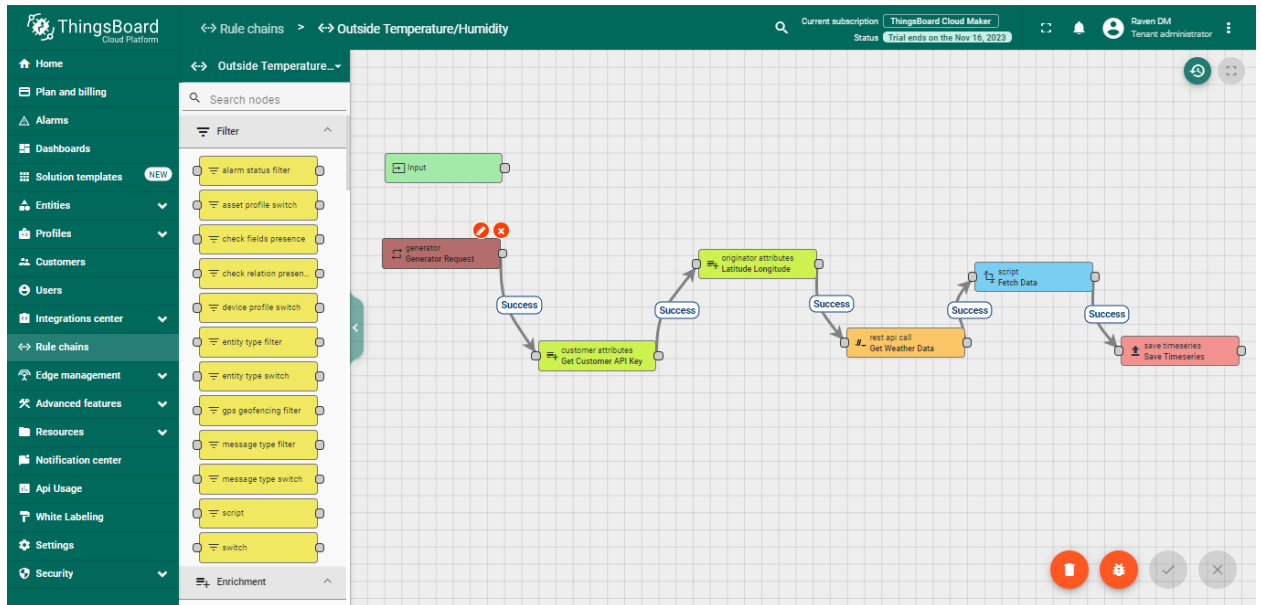 ThingsBoard
Cloud Platform
Rule chains > Outside Temperature/Humidity
Current subscription ThingsBoard Cloud Maker
Status Trial ends on the Nov 16, 2023
Raven DM
Tenant administrator
Home
Plan and billing
Alarms
Dashboards
Solution templates NEW
Entities
Profiles
Customers
Users
Integrations center
Rule chains
Edge management
Advanced features
Resources
Notification center
Api Usage
White Labeling
Settings
Security
Outside Temperature...
Search nodes
Filter
alarm status filter
asset profile switch
check fields presence
check relation presen...
device profile switch
entity type filter
entity type switch
gps geofencing filter
message type filter
message type switch
script
switch
Enrichment
Input
generator
Generator Request
Success
customer attributes
Get Customer API Key
Success
originator attributes
Latitude Longitude
Success
rest api call
Get Weather Data
Success
script
Fetch Data
Success
save timeseries
Save Timeseries